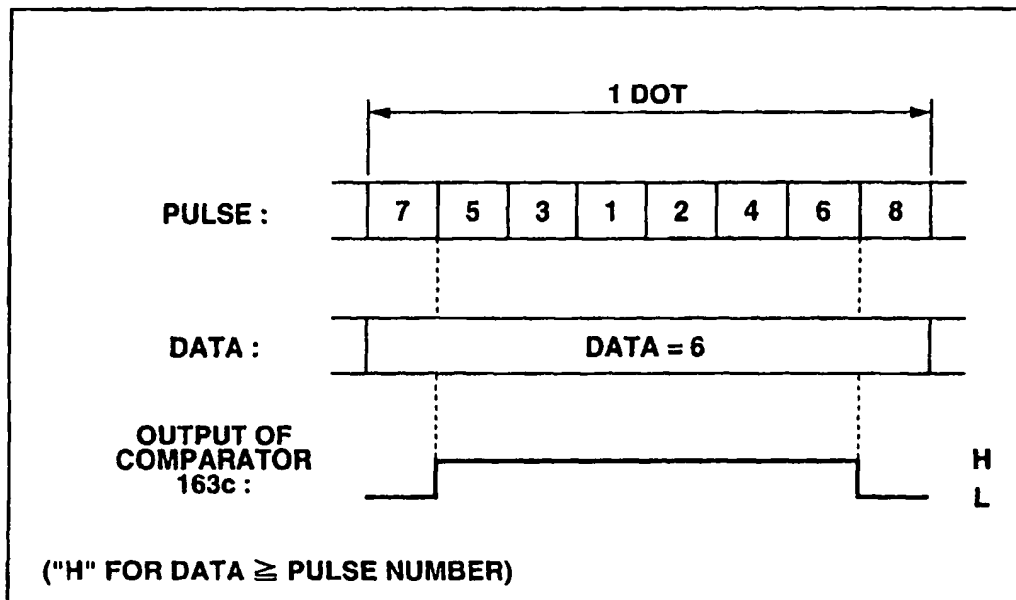 1 DOT
PULSE : 7 5 3 1 2 4 6 8
DATA : DATA = 6
OUTPUT OF
COMPARATOR
163c :
H
L
("H" FOR DATA ≧ PULSE NUMBER)